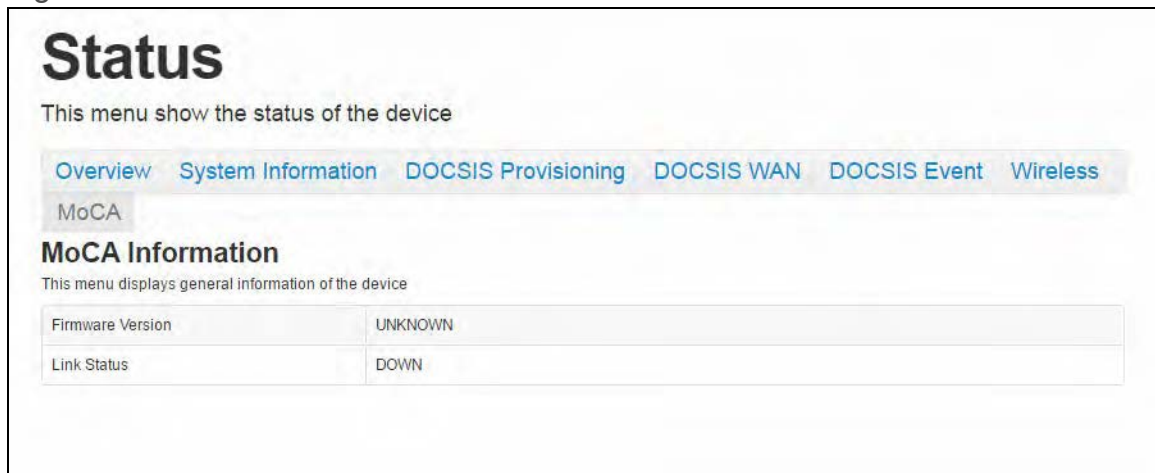 Status
This menu show the status of the device
Overview System Information DOCSIS Provisioning DOCSIS WAN DOCSIS Event Wireless
MoCA
MoCA Information
This menu displays general information of the device
Firmware Version UNKNOWN
Link Status DOWN